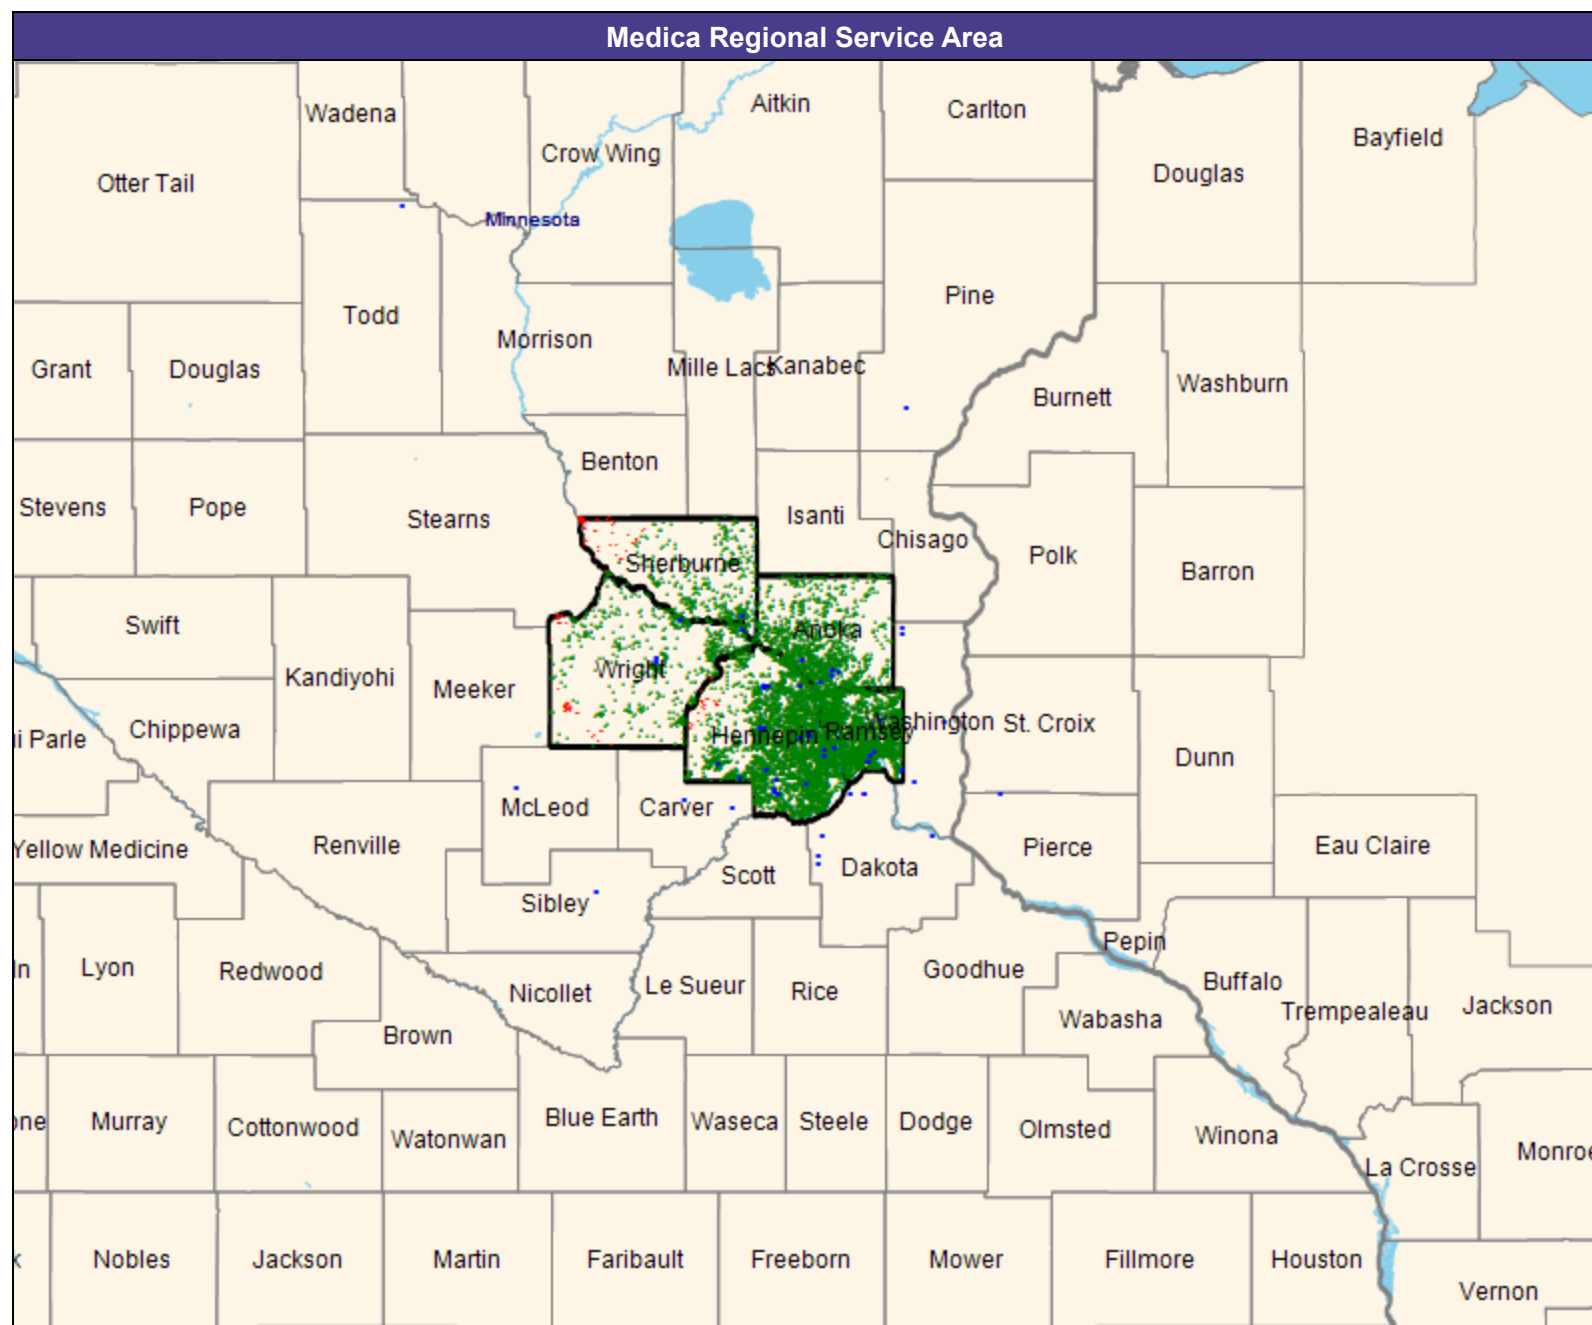 Medica Regional Service Area
Wadena
Aitkin
Carlton
Bayfield
Crow Wing
Otter Tail
Douglas
Minnesota
Pine
Todd
Morrison
Mille Lacs
Kanabec
Grant
Douglas
Burnett
Washburn
Benton
Stevens
Pope
Stearns
Isanti
Chisago
Polk
Barron
Sherburne
Swift
Anoka
Kandiyohi
Meeker
Wright
Chippewa
ui Parle
Hennepin
Ramsey
Washington
St. Croix
Dunn
McLeod
Carver
Yellow Medicine
Renville
Scott
Dakota
Pierce
Eau Claire
Sibley
Pepin
ln
Lyon
Redwood
Nicollet
Le Sueur
Rice
Goodhue
Buffalo
Trempealeau
Jackson
Brown
Wabasha
one
Murray
Cottonwood
Watonwan
Blue Earth
Waseca
Steele
Dodge
Olmsted
Winona
La Crosse
Monroe
Nobles
Jackson
Martin
Faribault
Freeborn
Mower
Fillmore
Houston
Vernon